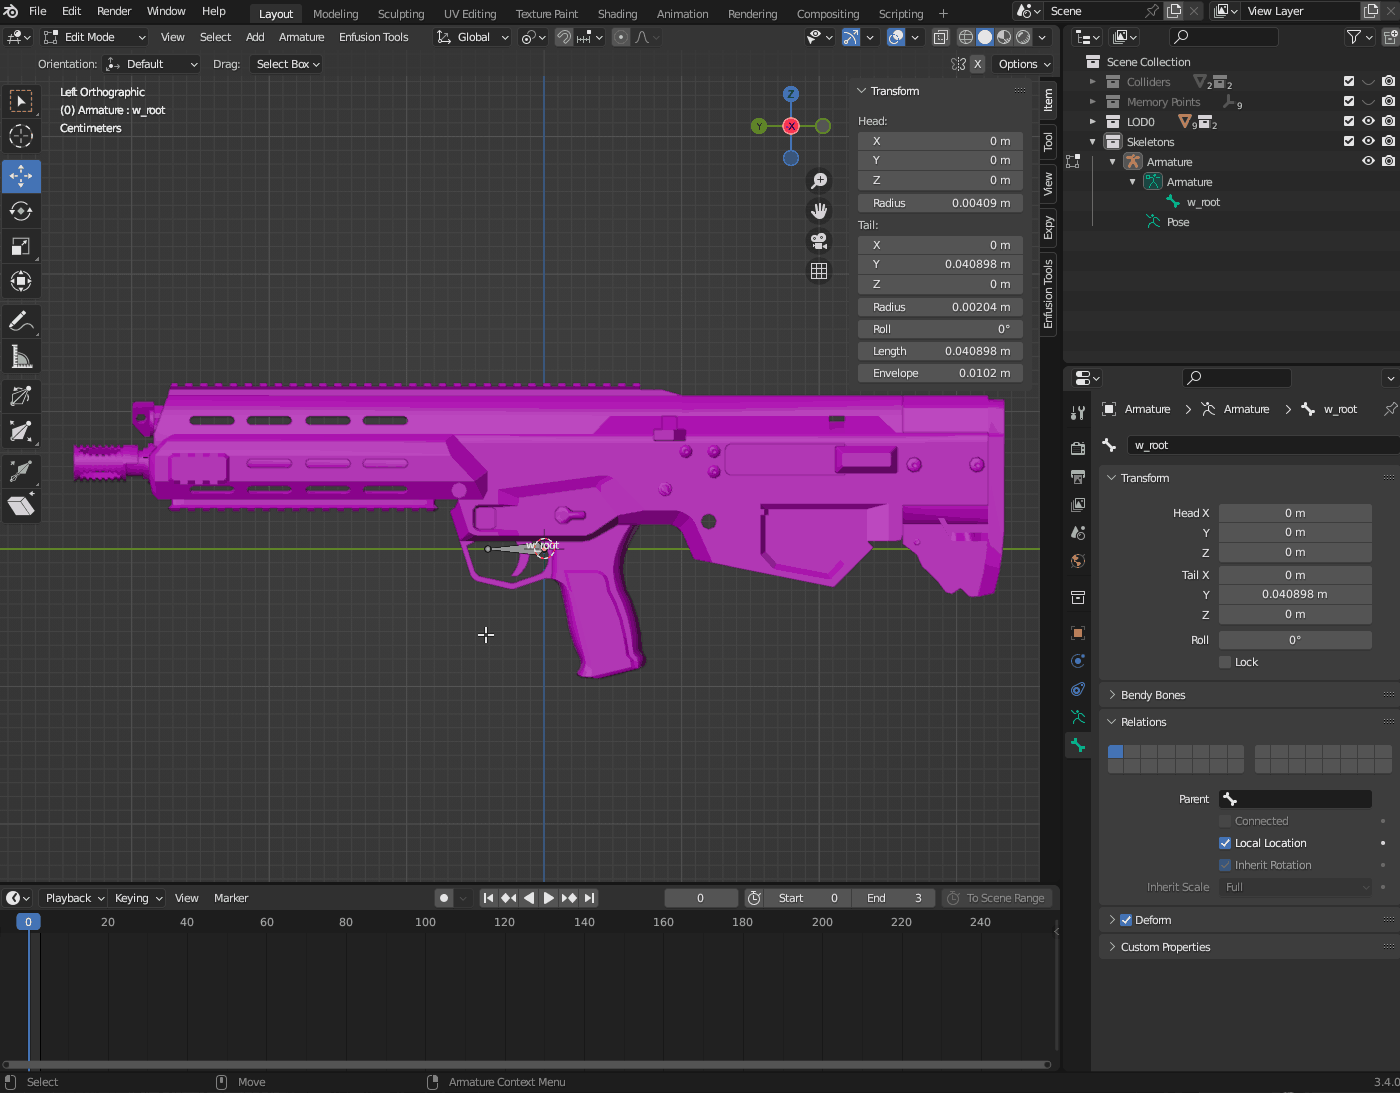 File Edit Render Window Help Layout Modeling Sculpting UV Editing Texture Paint Shading Animation Rendering Compositing Scripting + Scene View Layer
Edit Mode View Select Add Armature Enfusion Tools Global
Orientation: Default Drag: Select Box X Options
Left Orthographic
(0) Armature : w_root
Centimeters
Z
Y
-X
Transform
Head:
X 0 m
Y 0 m
Z 0 m
Radius 0.00409 m
Tail:
X 0 m
Y 0.040898 m
Z 0 m
Radius 0.00204 m
Roll 0°
Length 0.040898 m
Envelope 0.0102 m
Item
Tool
View
Expy
Enfusion Tools
w_root
Scene Collection
Colliders 2 2
Memory Points 9
LOD0 9 2
Skeletons
Armature
Armature
w_root
Pose
Armature Armature w_root
w_root
Transform
Head X 0 m
Y 0 m
Z 0 m
Tail X 0 m
Y 0.040898 m
Z 0 m
Roll 0°
Lock
Bendy Bones
Relations
Parent
Connected
Local Location
Inherit Rotation
Inherit Scale Full
Deform
Custom Properties
Playback Keying View Marker 0 Start 0 End 3 To Scene Range
0 20 40 60 80 100 120 140 160 180 200 220 240
Select Move Armature Context Menu 3.4.0